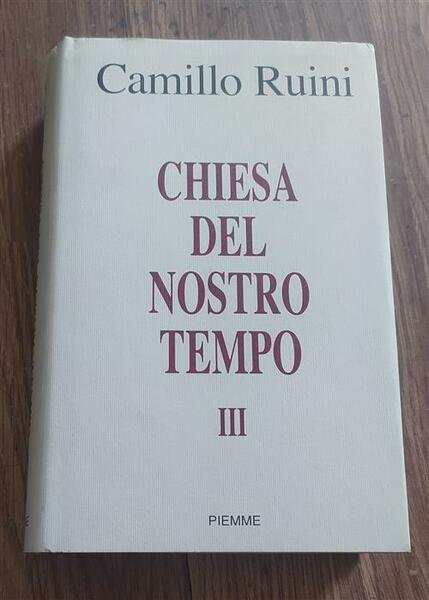 Camillo Ruini
CHIESA
DEL
NOSTRO
TEMPO
III
PIEMME